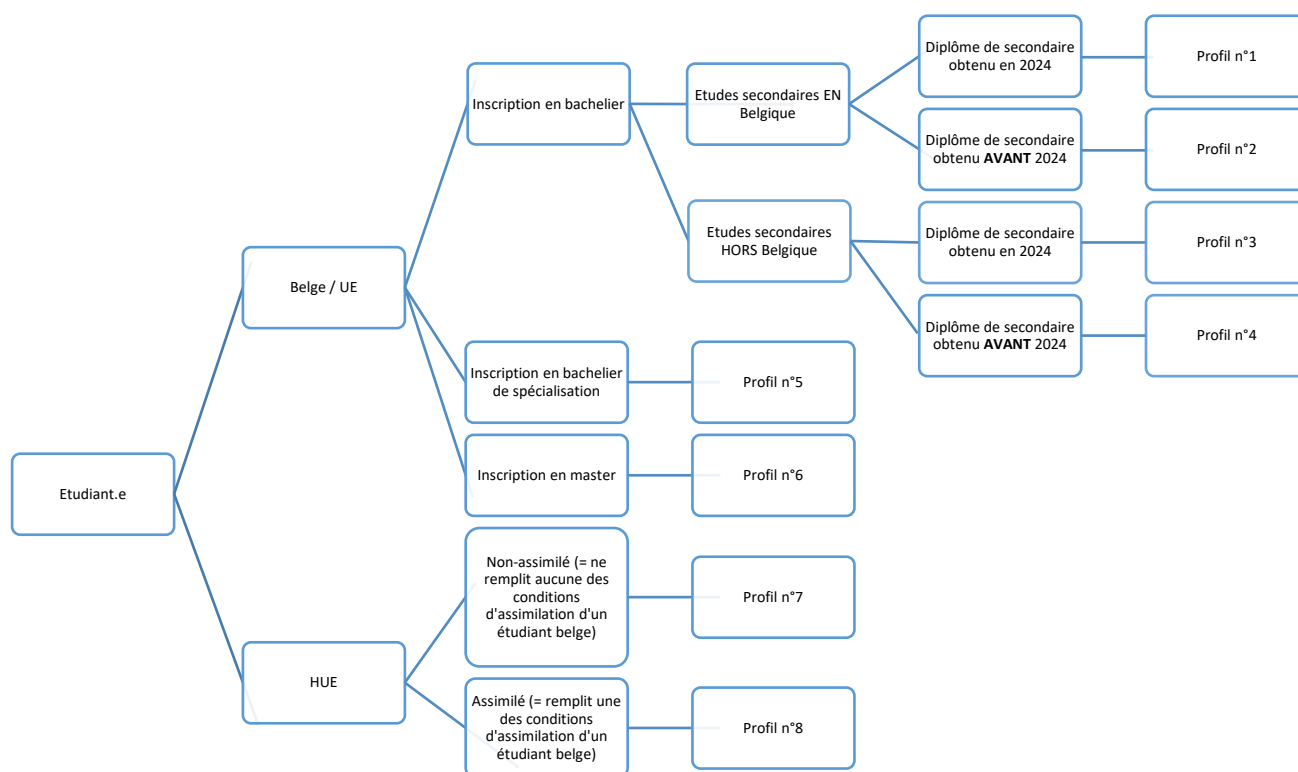 Diplôme de secondaire
obtenu en 2024
Profil n°1
Inscription en bachelier
Etudes secondaires EN
Belgique
Diplôme de secondaire
obtenu AVANT 2024
Profil n°2
Etudes secondaires
HORS Belgique
Diplôme de secondaire
obtenu en 2024
Profil n°3
Belge / UE
Diplôme de secondaire
obtenu AVANT 2024
Profil n°4
Inscription en bachelier
de spécialisation
Profil n°5
Inscription en master
Profil n°6
Etudiant.e
Non-assimilé (= ne
remplit aucune des
conditions
d'assimilation d'un
étudiant belge)
Profil n°7
HUE
Assimilé (= remplit une
des conditions
d'assimilation d'un
étudiant belge)
Profil n°8